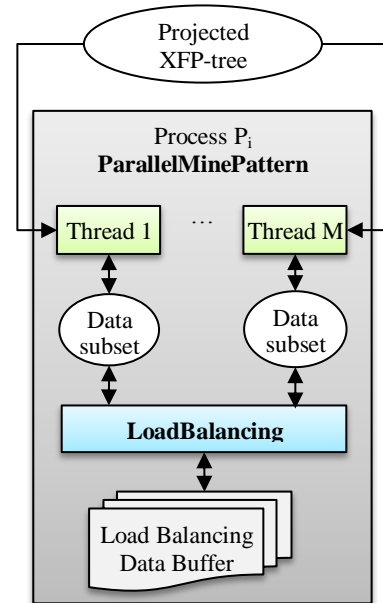 Projected
XFP-tree
Process Pi
ParallelMinePattern
Thread 1 ... Thread M
Data
subset
Data
subset
LoadBalancing
Load Balancing
Data Buffer